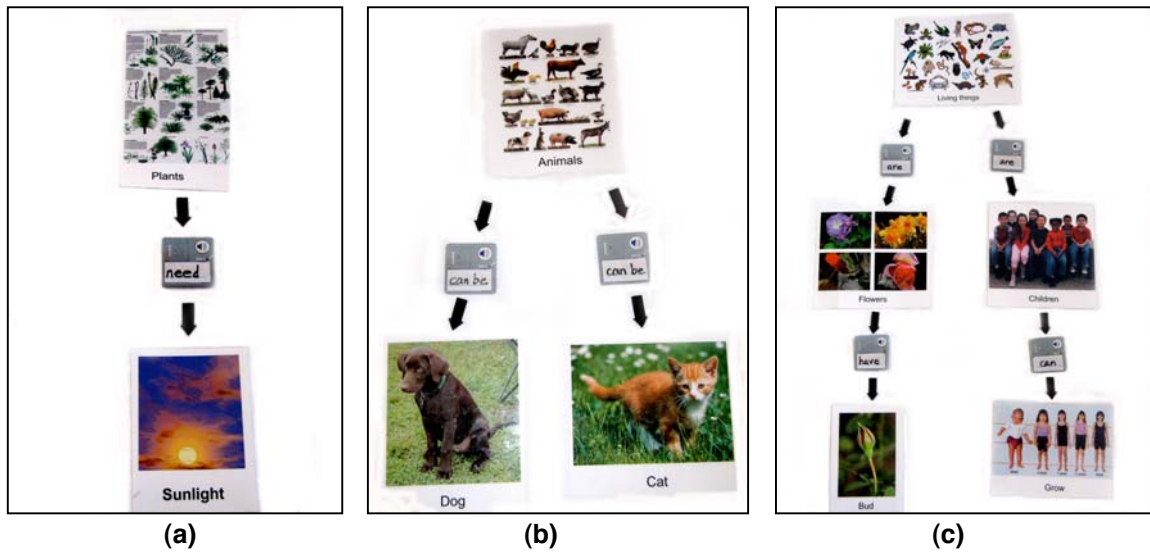 Plants
need
Sunlight
(a)
Animals
can be
can be
Dog
Cat
(b)
Living things
are
are
Flowers
Children
have
can
Bud
Grow
(c)